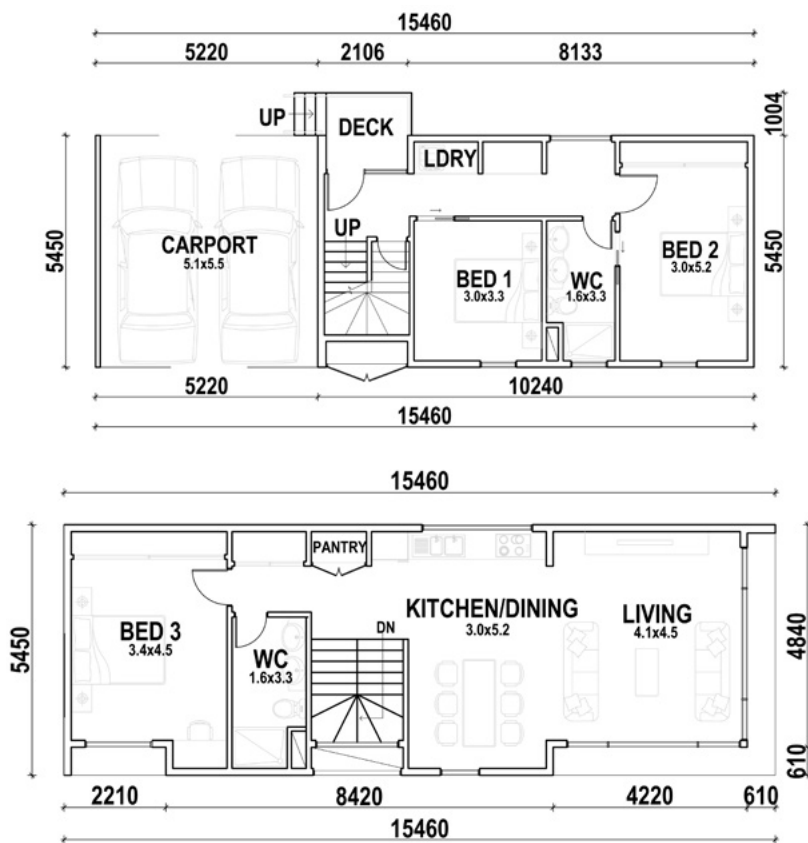 15460
5220 2106 8133
1004
UP DECK
LDRY
5450
CARPORT
5.1x5.5
UP
BED 1
3.0x3.3
WC
1.6x3.3
BED 2
3.0x5.2
5450
5220 10240
15460
15460
PANTRY
5450
BED 3
3.4x4.5
WC
1.6x3.3
DN
KITCHEN/DINING
3.0x5.2
LIVING
4.1x4.5
4840
610
2210 8420 4220 610
15460